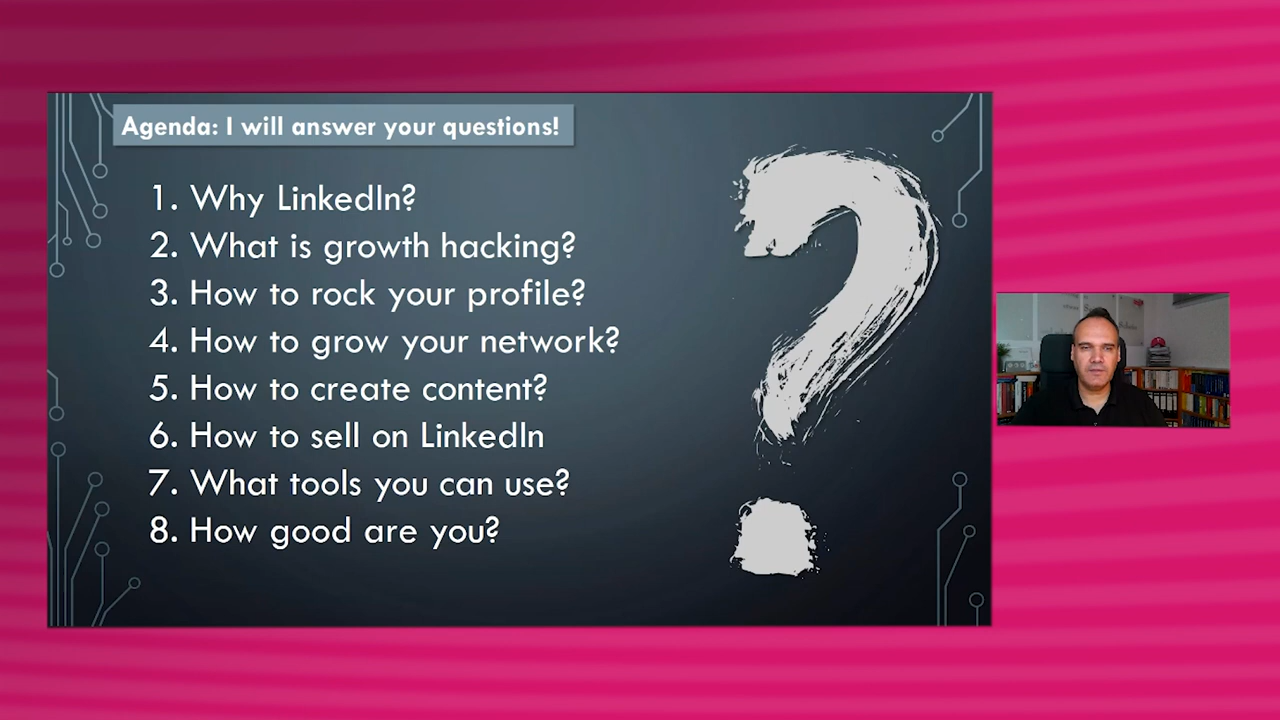 Agenda: I will answer your questions!
1. Why LinkedIn?
2. What is growth hacking?
3. How to rock your profile?
4. How to grow your network?
5. How to create content?
6. How to sell on LinkedIn
7. What tools you can use?
8. How good are you?